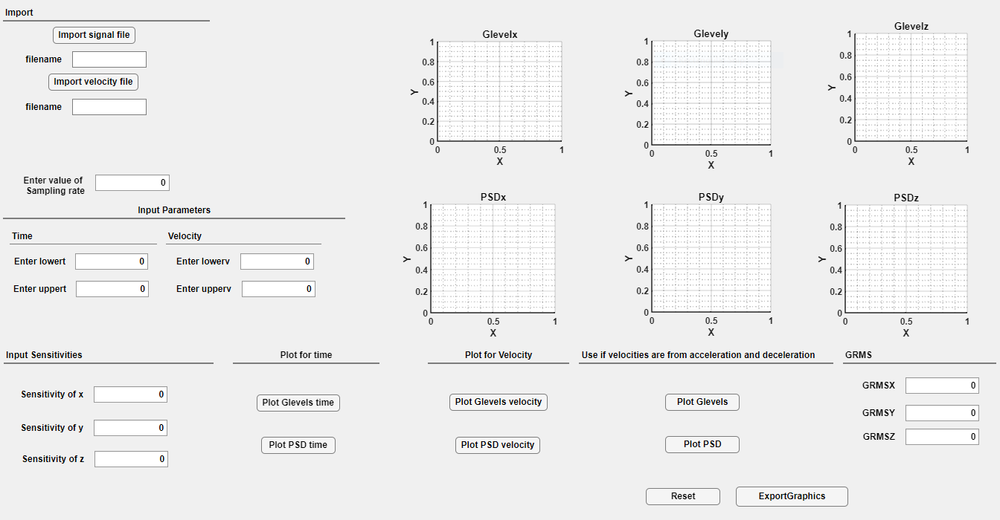 Import
Import signal file
filename
Import velocity file
filename
Enter value of
Sampling rate
0
Input Parameters
Time
Velocity
Enter lowert
0
Enter lowerv
0
Enter uppert
0
Enter upperv
0
Glevelx
1
0.8
0.6
0.4
0.2
0
Y
0
0.5
1
X
Glevely
1
0.8
0.6
0.4
0.2
0
Y
0
0.5
1
X
Glevelz
1
0.8
0.6
0.4
0.2
0
Y
0
0.5
1
X
PSDx
1
0.8
0.6
0.4
0.2
0
Y
0
0.5
1
X
PSDy
1
0.8
0.6
0.4
0.2
0
Y
0
0.5
1
X
PSDz
1
0.8
0.6
0.4
0.2
0
Y
0
0.5
1
X
Input Sensitivities
Sensitivity of x
0
Sensitivity of y
0
Sensitivity of z
0
Plot for time
Plot Glevels time
Plot PSD time
Plot for Velocity
Plot Glevels velocity
Plot PSD velocity
Use if velocities are from acceleration and deceleration
Plot Glevels
Plot PSD
GRMS
GRMSX
0
GRMSY
0
GRMSZ
0
Reset
ExportGraphics